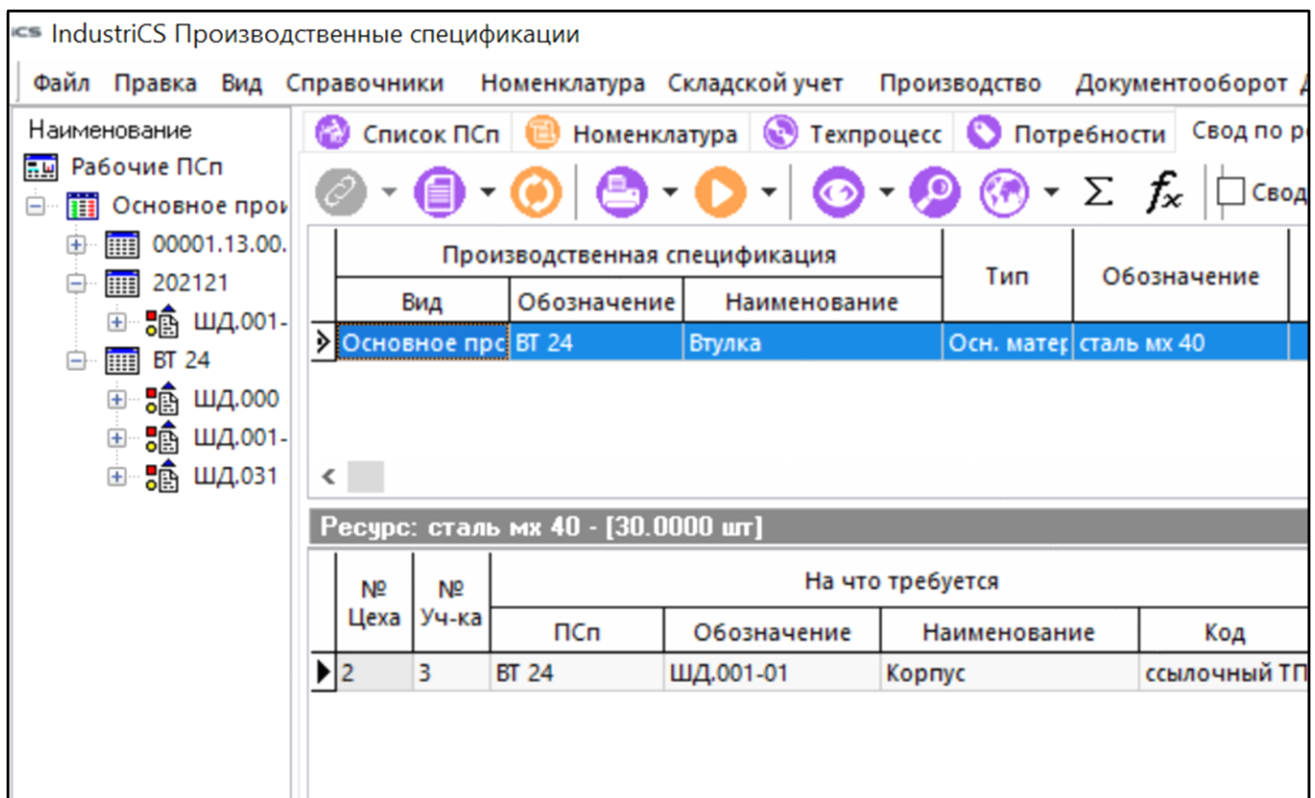 iCS IndustriCS Производственные спецификации
Файл Правка Вид Справочники Номенклатура Складской учет Производство Документооборот
Наименование
Рабочие ПСп
Основное прои
00001.13.00.
202121
ШД.001-
ВТ 24
ШД.000
ШД.001-
ШД.031
Список ПСп Номенклатура Техпроцесс Потребности Свод по р
Σ fx Свод
Производственная спецификация Тип Обозначение
Вид Обозначение Наименование
Основное прс ВТ 24 Втулка Осн. матер сталь мх 40
Ресурс: сталь мх 40 - [30.0000 шт]
№ Цеха № Уч-ка На что требуется
ПСп Обозначение Наименование Код
2 3 ВТ 24 ШД.001-01 Корпус ссылочный ТП